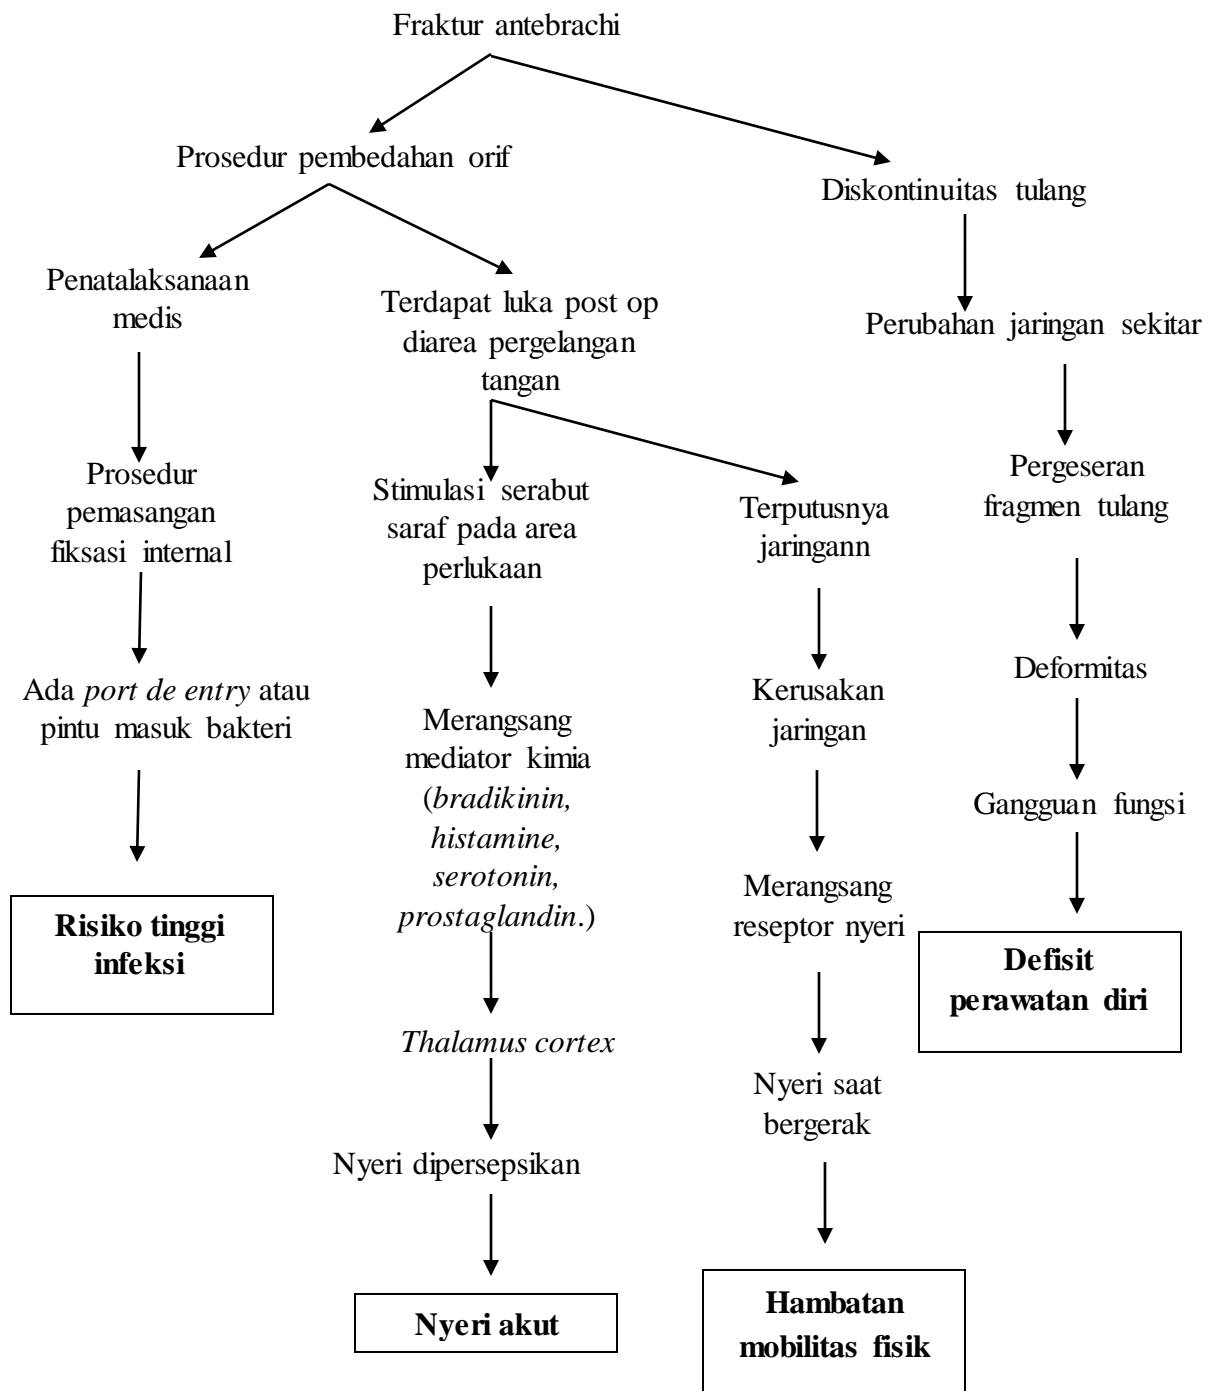 Fraktur antebrachi
Prosedur pembedahan orif
Diskontinuitas tulang
Penatalaksanaan
medis
Terdapat luka post op
diarea pergelangan
tangan
Perubahan jaringan sekitar
Prosedur
pemasangan
fiksasi internal
Stimulasi serabut
saraf pada area
perlukaan
Terputusnya
jaringann
Pergeseran
fragmen tulang
Ada port de entry atau
pintu masuk bakteri
Merangsang
mediator kimia
(bradikinin,
histamine,
serotonin,
prostaglandin.)
Kerusakan
jaringan
Deformitas
Gangguan fungsi
Risiko tinggi
infeksi
Merangsang
reseptor nyeri
Defisit
perawatan diri
Thalamus cortex
Nyeri saat
bergerak
Nyeri dipersepsikan
Nyeri akut
Hambatan
mobilitas fisik